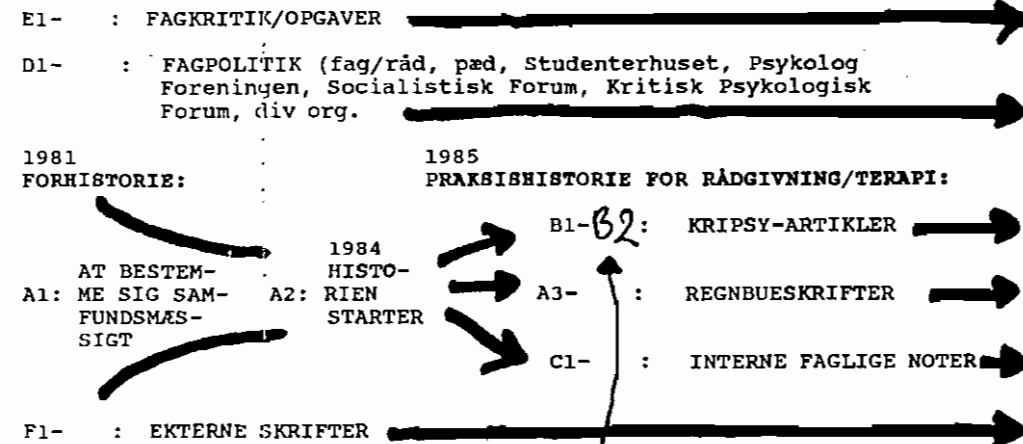 E1- : FAGKRITIK/OPGAVER
D1- : FAGPOLITIK (fag/råd, pæd, Studenterhuset, Psykolog
Foreningen, Socialistisk Forum, Kritisk Psykologisk
Forum, div org.
1981
FORHISTORIE:
1985
PRAKSISHISTORIE FOR RÅDGIVNING/TERAPI:
B1-B2: KRIPSY-ARTIKLER
A1: AT BESTEM-
ME SIG SAM-
FUNDSMÆS-
SIGT
1984
A2: HISTO-
RIEN
STARTER
A3- : REGNBUESKRIFTER
C1- : INTERNE FAGLIGE NOTER
F1- : EKTERNE SKRIFTER